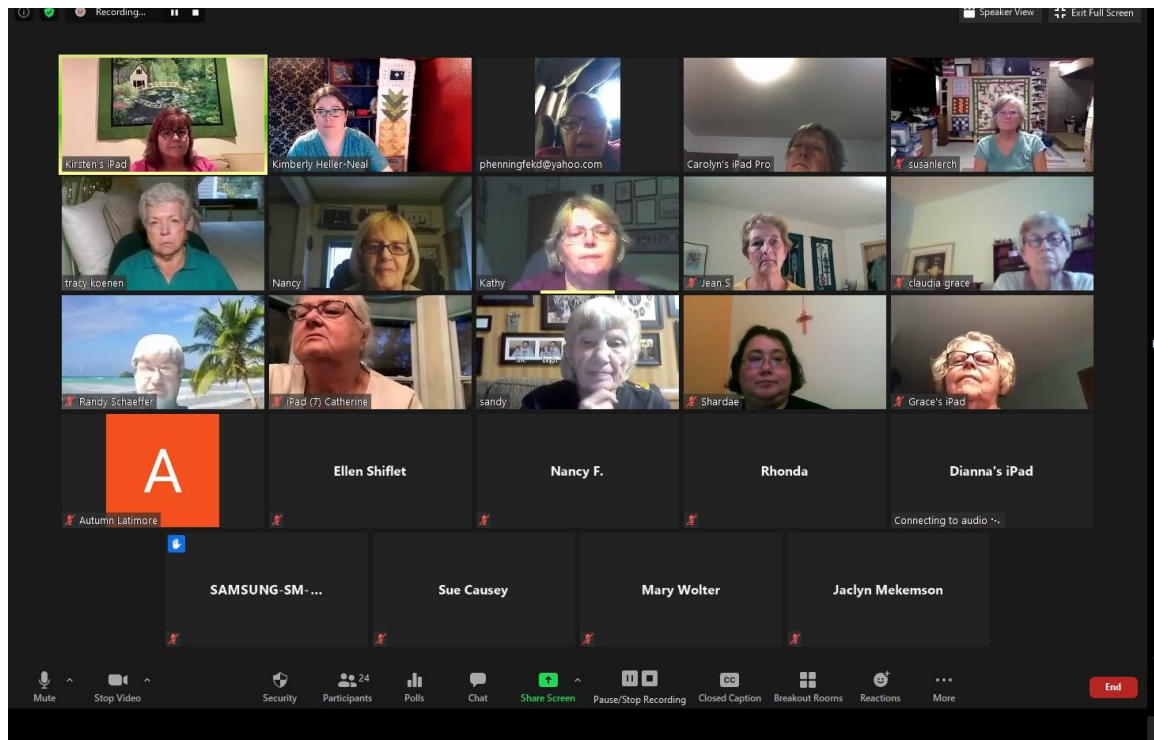 Recording...
Speaker View
Exit Full Screen
Kirsten's iPad
Kimberly Heller-Neal
phenningfekd@yahoo.com
Carolyn's iPad Pro
susanlerch
tracy koenen
Nancy
Kathy
Jean S
claudia grace
Randy Schaeffer
iPad (7) Catherine
sandy
Shardae
Grace's iPad
A
Autumn Latimore
Ellen Shiflet
Nancy F.
Rhonda
Dianna's iPad
Connecting to audio
SAMSUNG-SM-...
Sue Causey
Mary Wolter
Jaclyn Mekemson
Mute
Stop Video
Security
24
Participants
Polls
Chat
Share Screen
Pause/Stop Recording
CC
Closed Caption
Breakout Rooms
Reactions
More
End